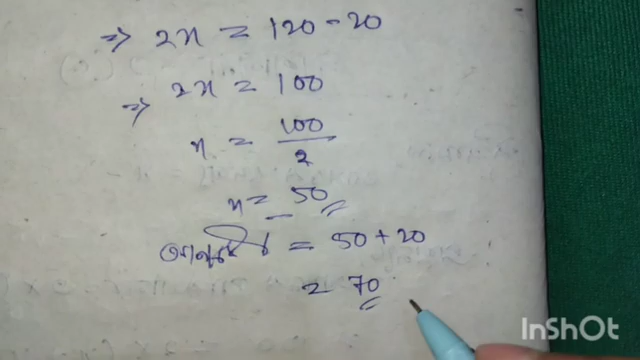 ⇒ 2x = 120 - 20
⇒ 2x = 100
x = 100/2
x = 50
= 50 + 20
= 70
InShOt